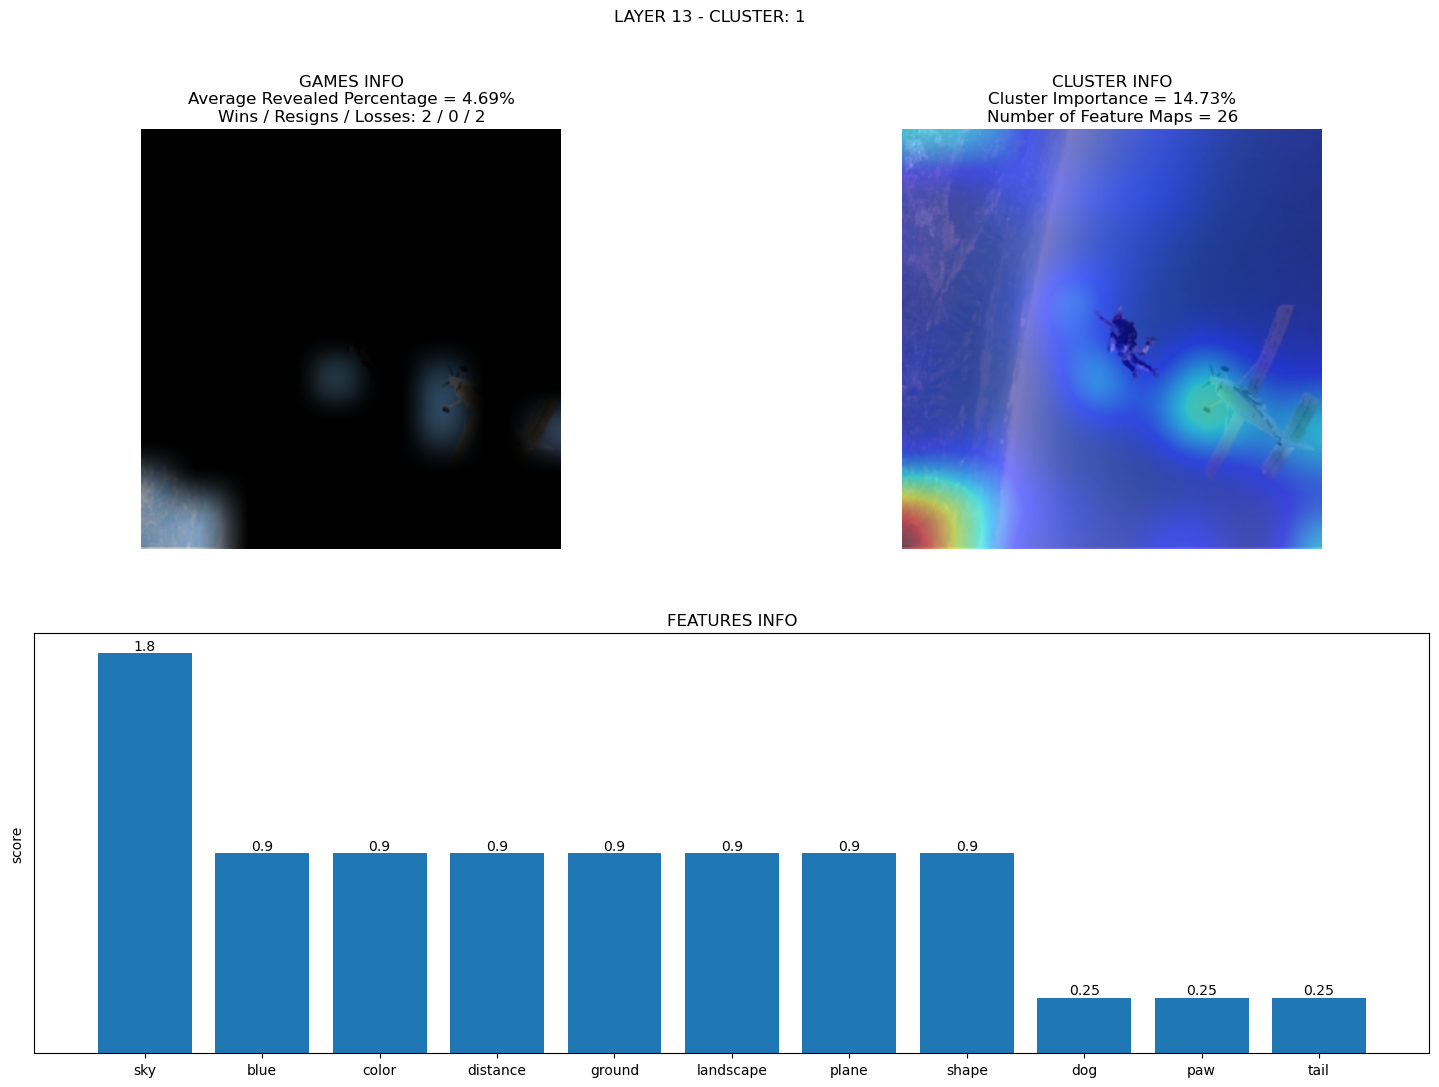 LAYER 13 - CLUSTER: 1
GAMES INFO
Average Revealed Percentage = 4.69%
Wins / Resigns / Losses: 2 / 0 / 2
CLUSTER INFO
Cluster Importance = 14.73%
Number of Feature Maps = 26
FEATURES INFO
score
1.8
0.9
0.9
0.9
0.9
0.9
0.9
0.9
0.25
0.25
0.25
sky
blue
color
distance
ground
landscape
plane
shape
dog
paw
tail